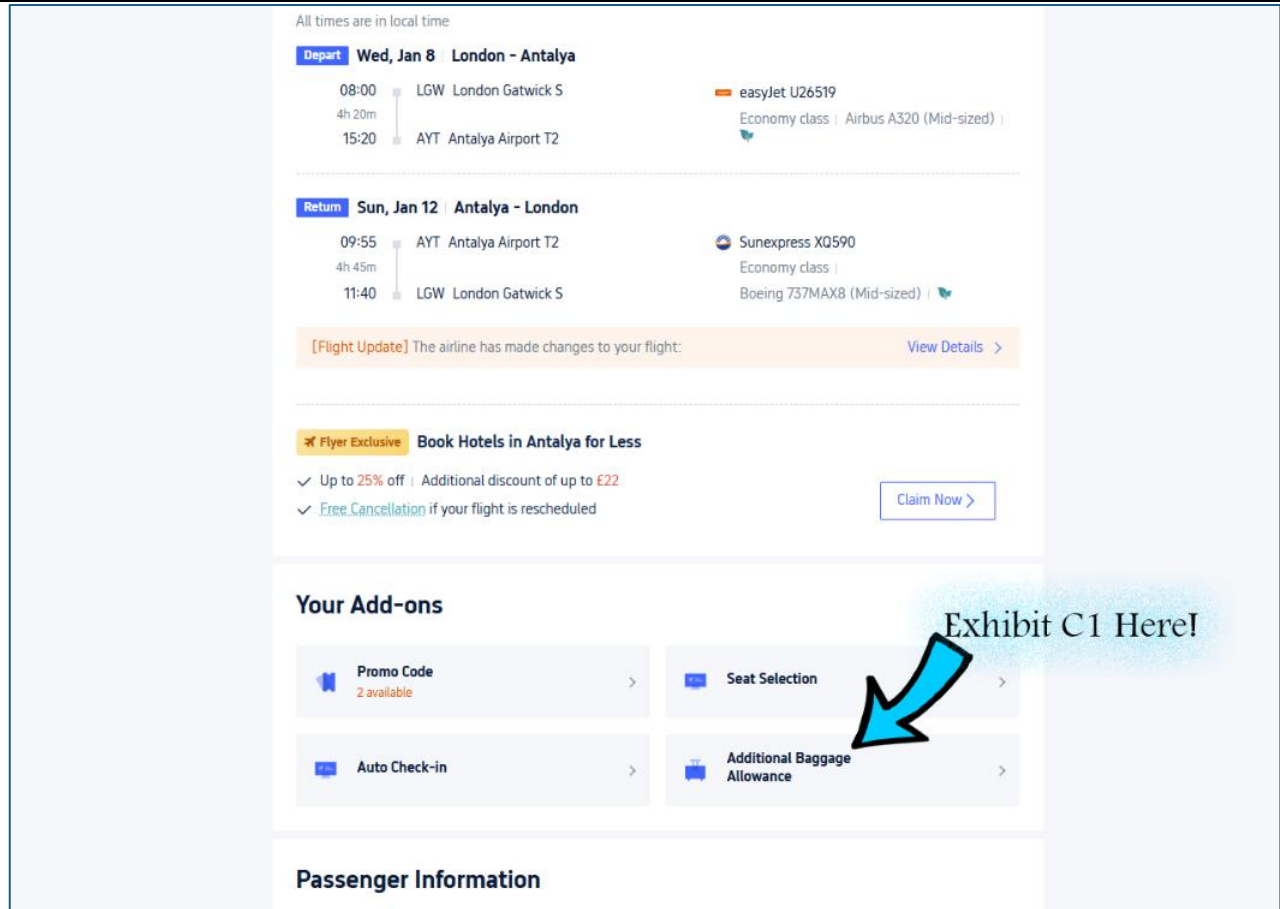 All times are in local time
Depart Wed, Jan 8 | London - Antalya
08:00 LGW London Gatwick S easyJet U26519
4h 20m Economy class | Airbus A320 (Mid-sized) |
15:20 AYT Antalya Airport T2
Return Sun, Jan 12 | Antalya - London
09:55 AYT Antalya Airport T2 Sunexpress XQ590
4h 45m Economy class |
11:40 LGW London Gatwick S Boeing 737MAX8 (Mid-sized) |
[Flight Update] The airline has made changes to your flight: View Details >
Flyer Exclusive Book Hotels in Antalya for Less
Up to 25% off | Additional discount of up to £22
Free Cancellation if your flight is rescheduled
Claim Now >
Your Add-ons
Exhibit C1 Here!
Promo Code
2 available
Seat Selection
Auto Check-in
Additional Baggage
Allowance
Passenger Information